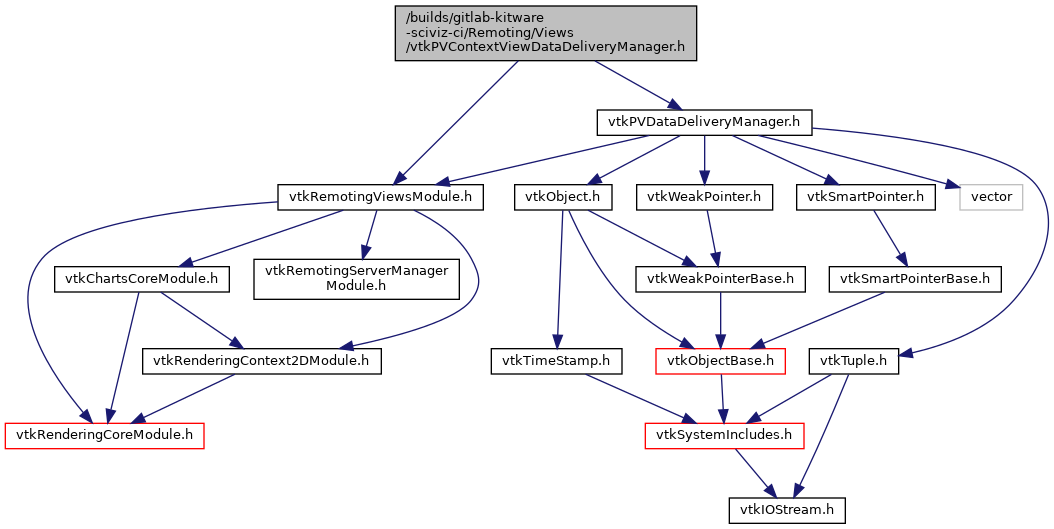 /builds/gitlab-kitware
-sciviz-ci/Remoting/Views
/vtkPVContextViewDataDeliveryManager.h
vtkPVDataDeliveryManager.h
vtkRemotingViewsModule.h
vtkObject.h
vtkWeakPointer.h
vtkSmartPointer.h
vector
vtkChartsCoreModule.h
vtkRemotingServerManager
Module.h
vtkWeakPointerBase.h
vtkSmartPointerBase.h
vtkRenderingContext2DModule.h
vtkTimeStamp.h
vtkObjectBase.h
vtkTuple.h
vtkRenderingCoreModule.h
vtkSystemIncludes.h
vtkIOStream.h